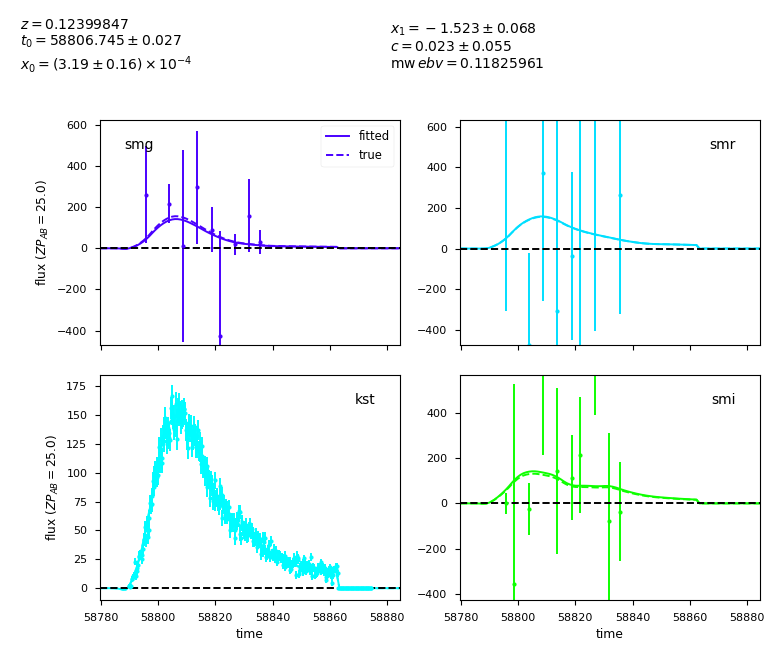 z = 0.12399847
t₀ = 58806.745 ± 0.027
x₀ = (3.19 ± 0.16) × 10⁻⁴
x₁ = −1.523 ± 0.068
c = 0.023 ± 0.055
mw ebv = 0.11825961
smg
fitted
true
600
400
200
0
−200
−400
flux (ZP_AB = 25.0)
smr
600
400
200
0
−200
−400
kst
175
150
125
100
75
50
25
0
flux (ZP_AB = 25.0)
58780 58800 58820 58840 58860 58880
time
smi
400
200
0
−200
−400
58780 58800 58820 58840 58860 58880
time